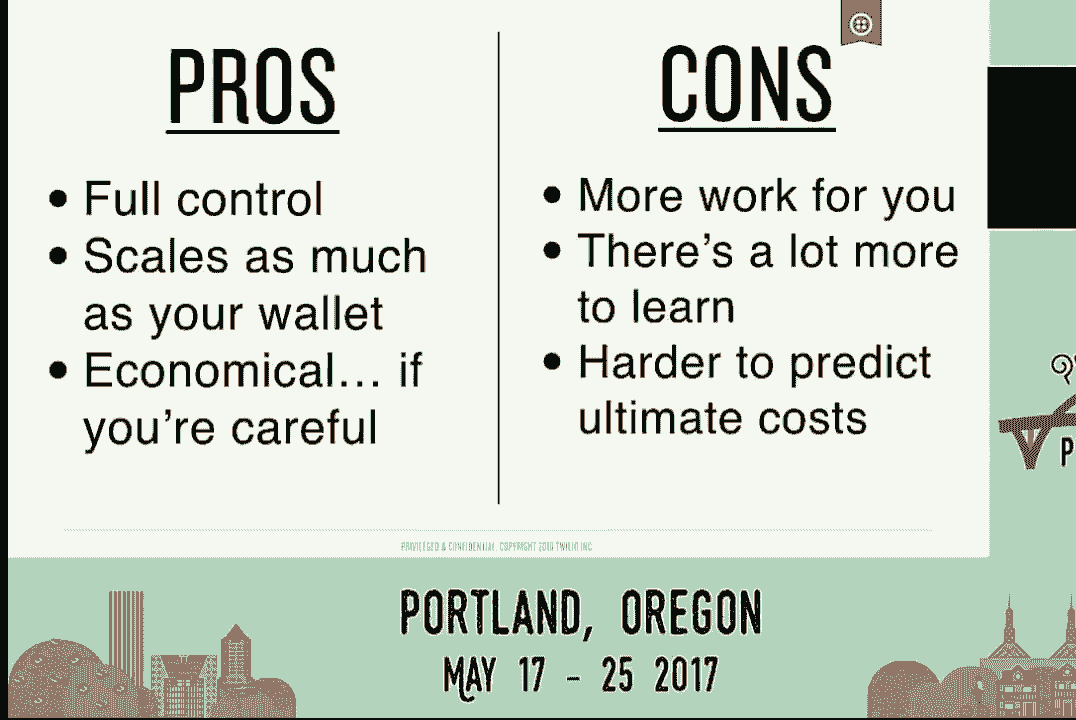 PROS
• Full control
• Scales as much
as your wallet
• Economical... if
you're careful
CONS
• More work for you
• There's a lot more
to learn
• Harder to predict
ultimate costs
PRIVILEGED & CONFIDENTIAL. COPYRIGHT 2010 TWILIO INC
PORTLAND, OREGON
MAY 17 - 25 2017
P